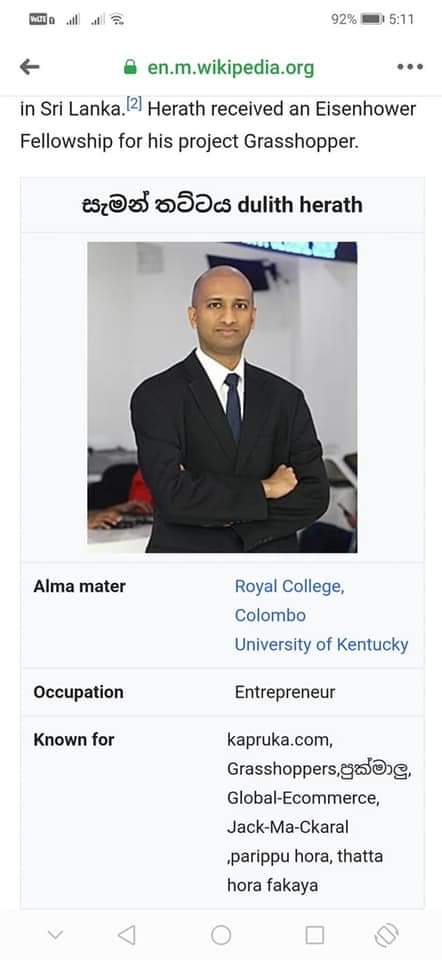 VoLTE
92% 5:11
en.m.wikipedia.org
in Sri Lanka.[2] Herath received an Eisenhower
Fellowship for his project Grasshopper.
සැමන් තට්ටය dulith herath
Alma mater
Royal College,
Colombo
University of Kentucky
Occupation
Entrepreneur
Known for
kapruka.com,
Grasshoppers,පුක්මාලු,
Global-Ecommerce,
Jack-Ma-Ckaral
,parippu hora, thatta
hora fakaya